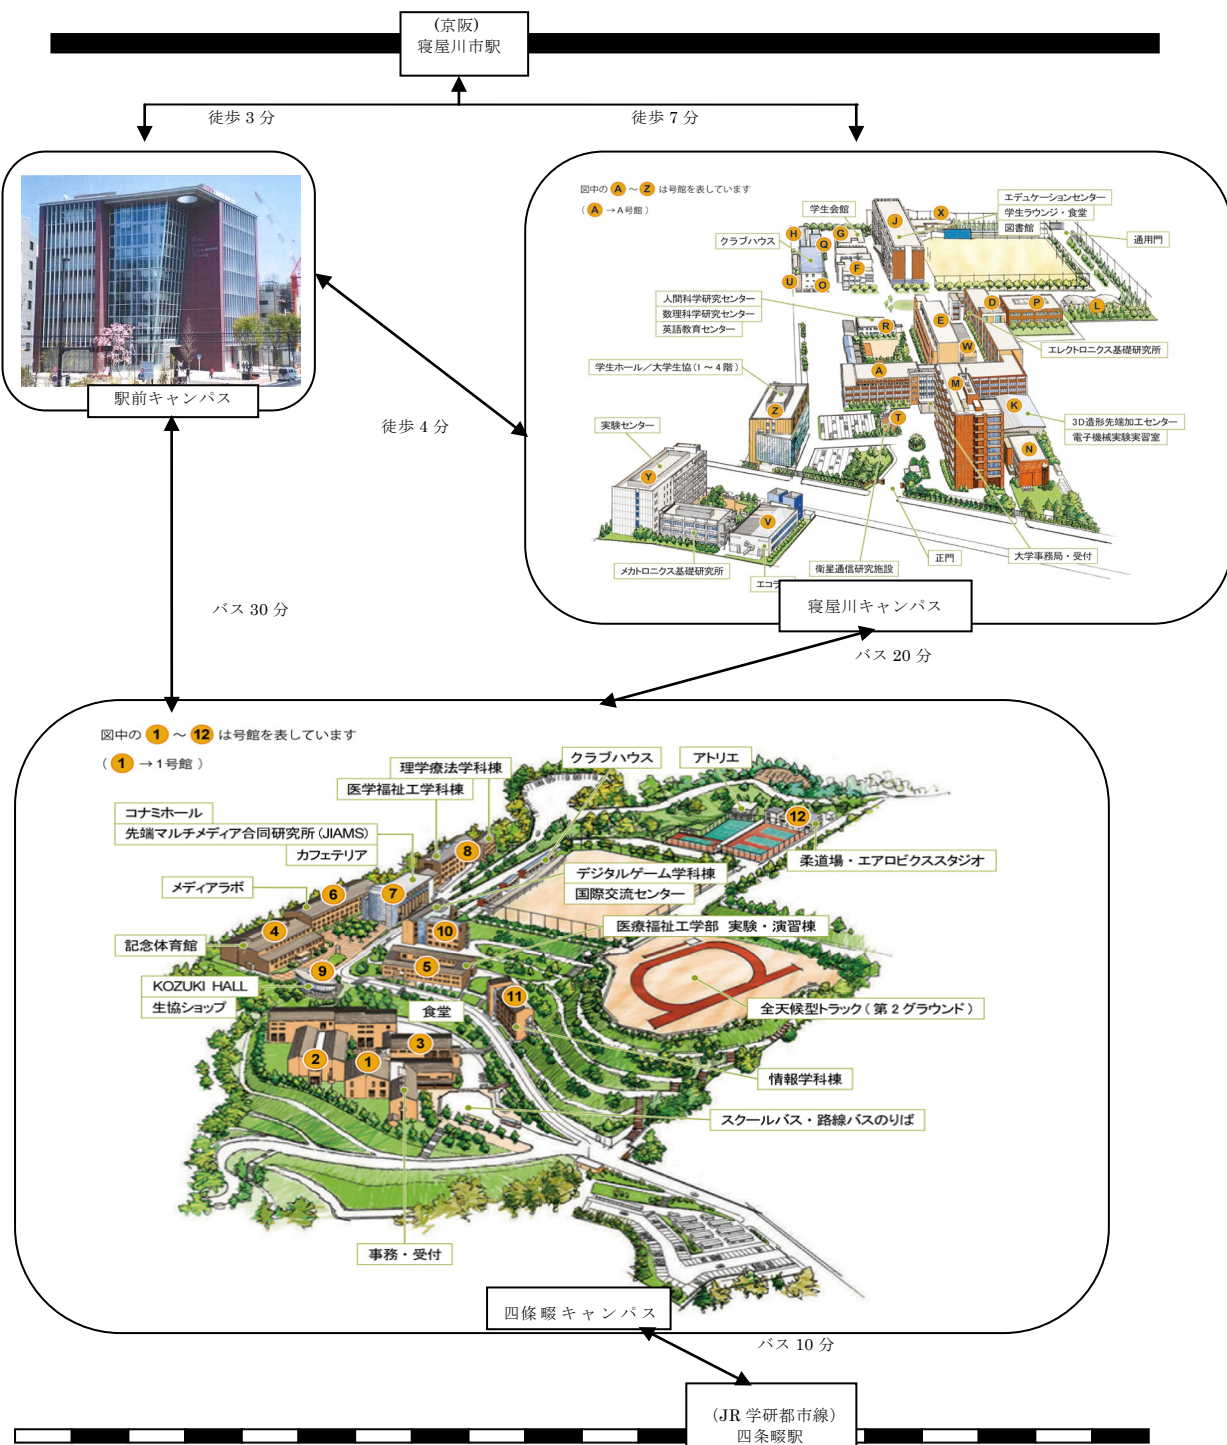 (京阪)
寝屋川市駅
徒歩 3 分
徒歩 7 分
駅前キャンパス
徒歩 4 分
図中の A ～ Z は号館を表しています
( A →A号館 )
エデュケーションセンター
学生ラウンジ・食堂
図書館
通用門
学生会館
クラブハウス
X
J
H
G
Q
F
U
O
人間科学研究センター
数理科学研究センター
英語教育センター
D
P
L
E
R
W
エレクトロニクス基礎研究所
学生ホール／大学生協(1～4階)
A
M
K
Z
T
3D造形先端加工センター
電子機械実験実習室
実験センター
N
Y
V
メカトロニクス基礎研究所
衛星通信研究施設
正門
大学事務局・受付
エコラ
寝屋川キャンパス
バス 30 分
バス 20 分
図中の 1 ～ 12 は号館を表しています
( 1 →1号館 )
理学療法学科棟
医学福祉工学科棟
クラブハウス
アトリエ
コナミホール
先端マルチメディア合同研究所(JIAMS)
カフェテリア
12
8
柔道場・エアロビクススタジオ
メディアラボ
デジタルゲーム学科棟
国際交流センター
6
7
4
10
医療福祉工学部 実験・演習棟
記念体育館
9
5
KOZUKI HALL
生協ショップ
11
食堂
全天候型トラック(第2グラウンド)
2
1
3
情報学科棟
スクールバス・路線バスのりば
事務・受付
四條畷キャンパス
バス 10 分
(JR 学研都市線)
四条畷駅